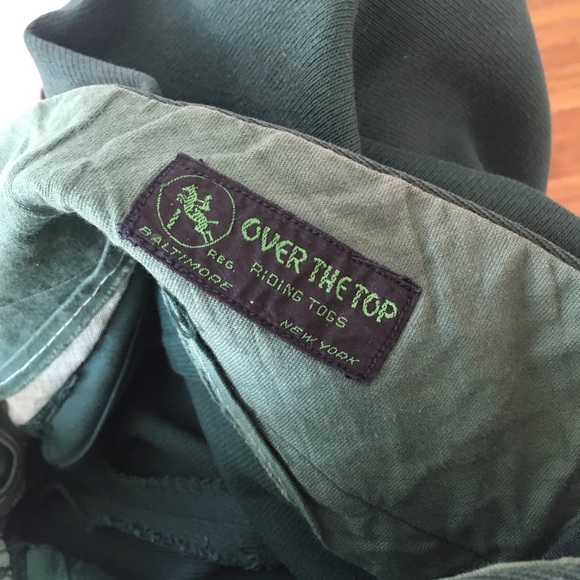 OVER THE TOP
REG. RIDING TOGS
BALTIMORE NEW YORK